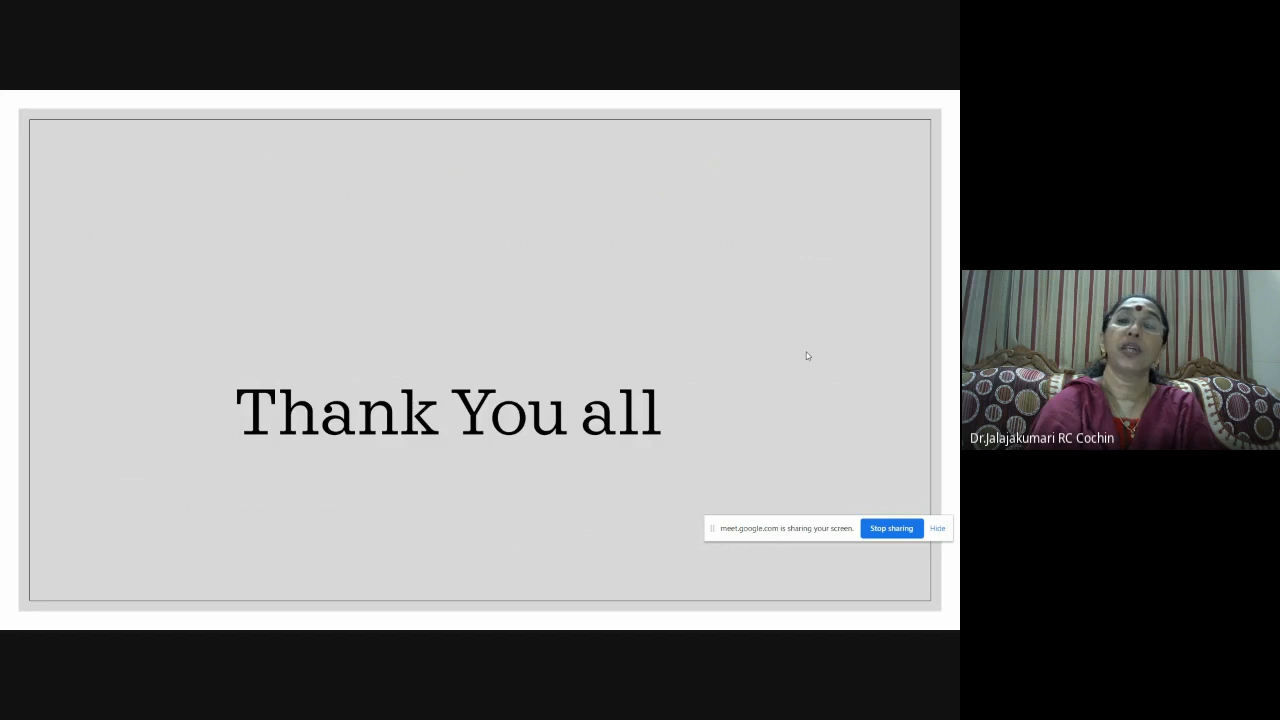 Thank You all
meet.google.com is sharing your screen. Stop sharing Hide
Dr.Jalajakumari RC Cochin